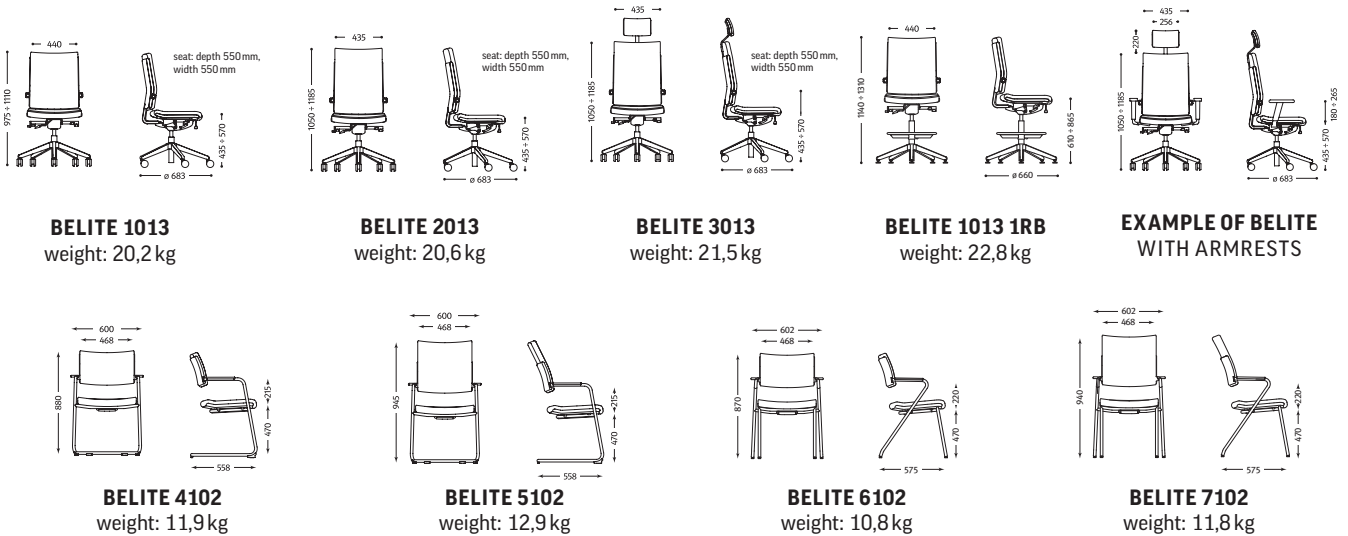 440
975 ÷ 1110
seat: depth 550 mm,
width 550 mm
435 ÷ 570
ø 683
BELITE 1013
weight: 20,2 kg
435
1050 ÷ 1185
seat: depth 550 mm,
width 550 mm
435 ÷ 570
ø 683
BELITE 2013
weight: 20,6 kg
435
1050 ÷ 1185
seat: depth 550 mm,
width 550 mm
435 ÷ 570
ø 683
BELITE 3013
weight: 21,5 kg
440
1140 ÷ 1310
610 ÷ 865
ø 660
BELITE 1013 1RB
weight: 22,8 kg
435
256
220
1050 ÷ 1185
180 ÷ 265
435 ÷ 570
ø 683
EXAMPLE OF BELITE
WITH ARMRESTS
600
468
880
215
470
558
BELITE 4102
weight: 11,9 kg
600
468
945
215
470
558
BELITE 5102
weight: 12,9 kg
602
468
870
220
470
575
BELITE 6102
weight: 10,8 kg
602
468
940
220
470
575
BELITE 7102
weight: 11,8 kg